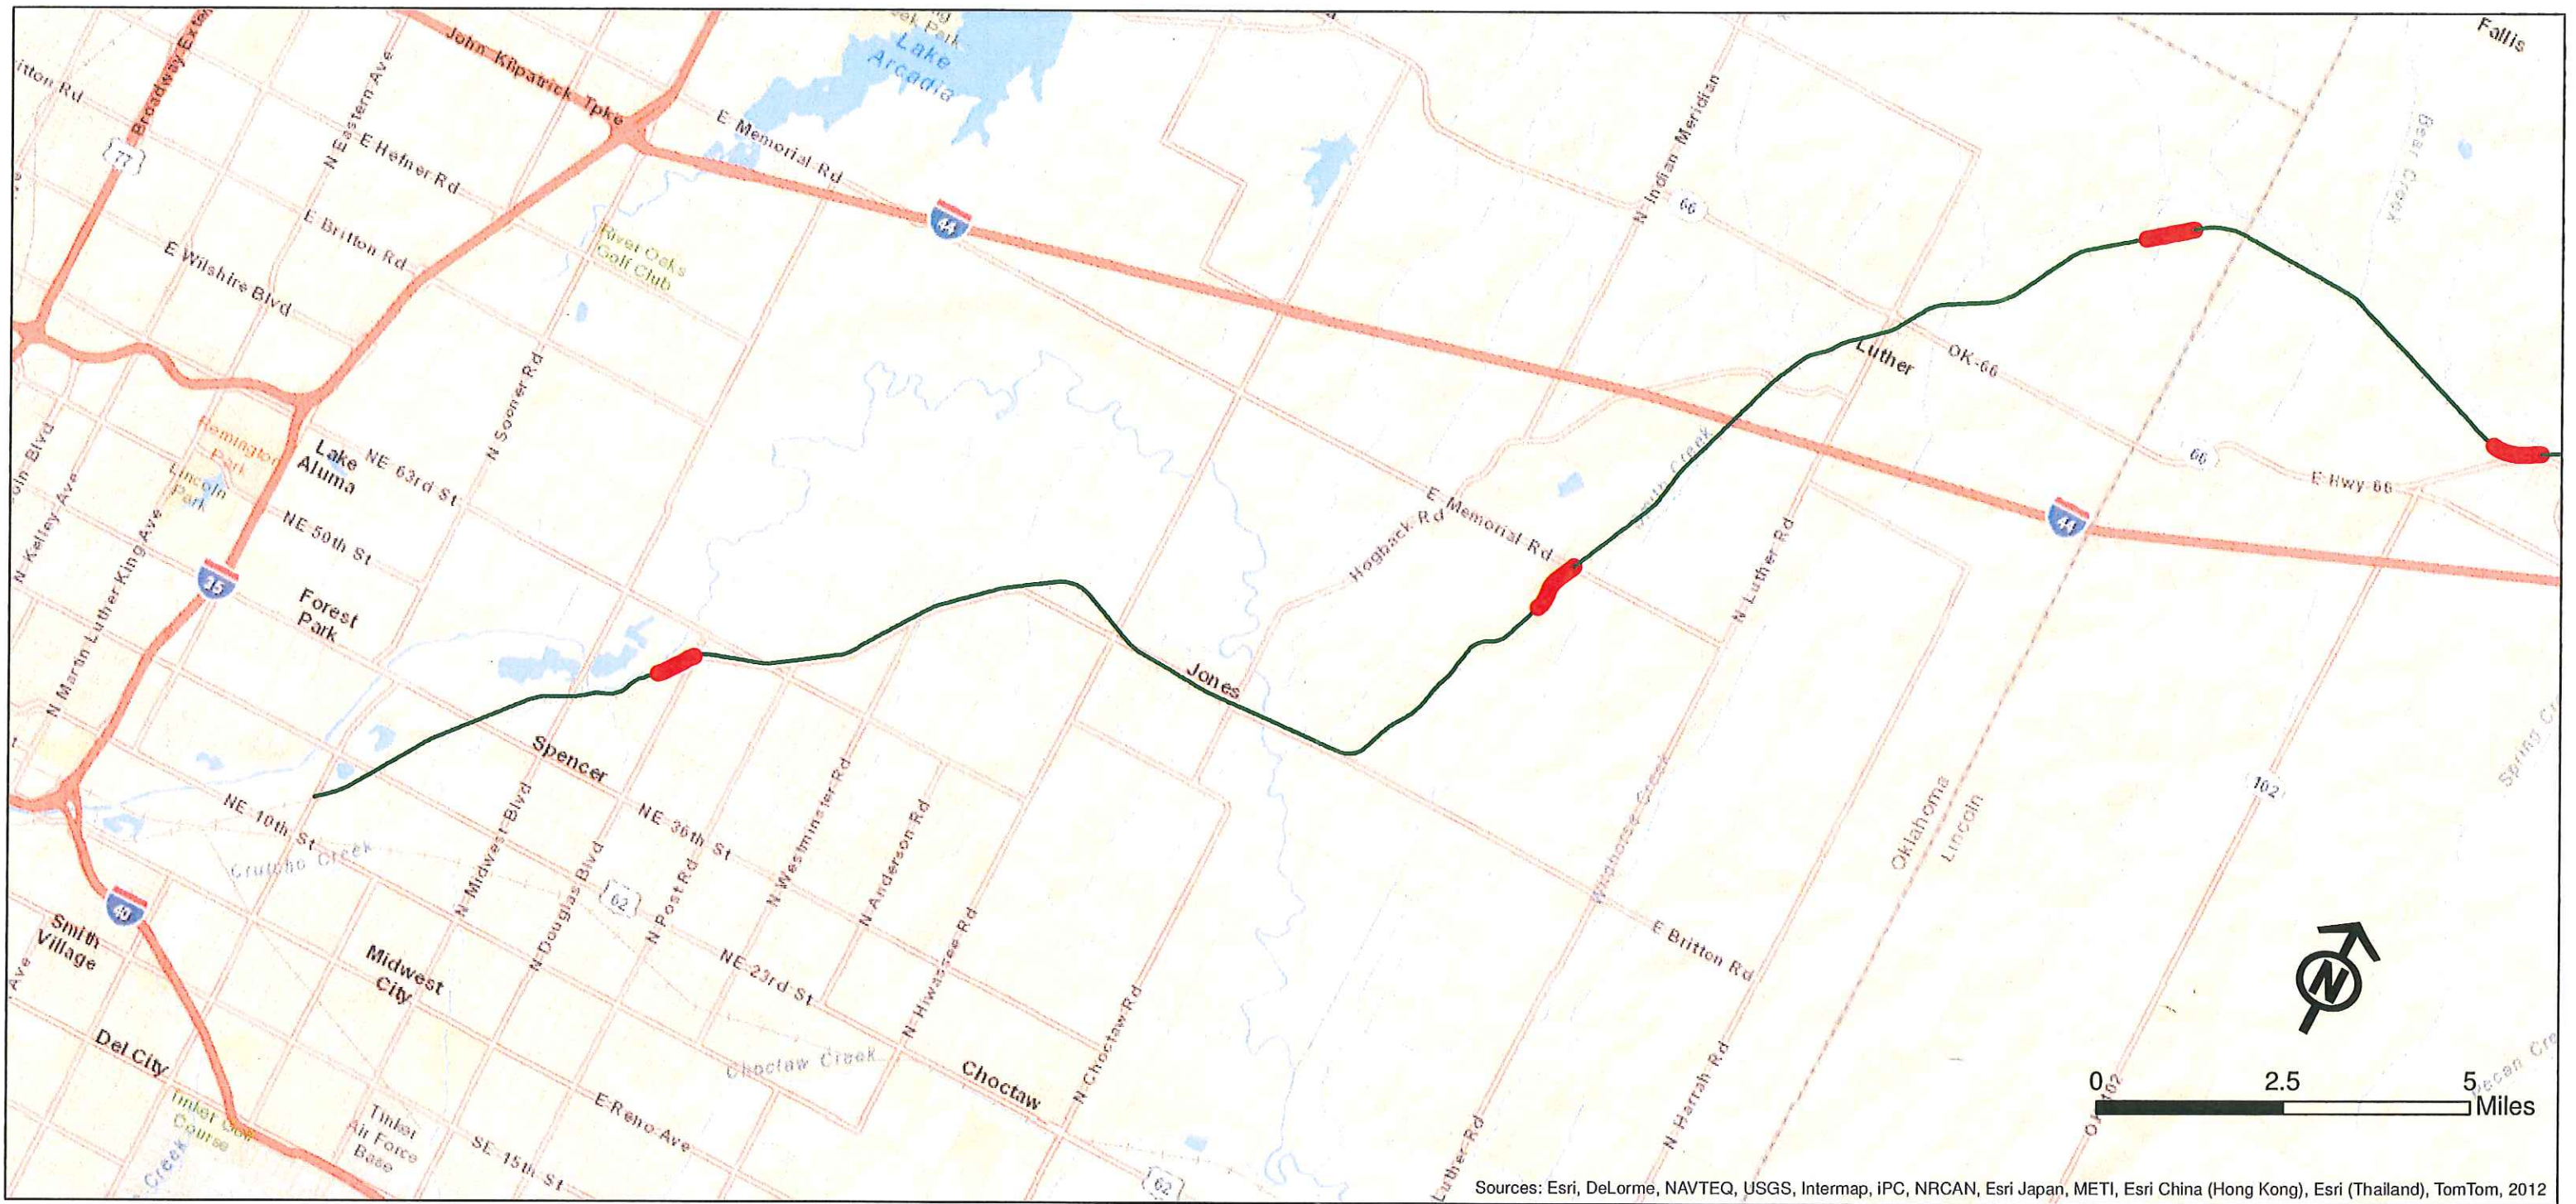 Fallis
John Kilpatrick Tpke
Lake
Arcadia
77
N Eastern Ave
E Hefner Rd
E Memorial Rd
N Indian Meridian
Bear Creek
66
E Britton Rd
E Wilshire Blvd
River Oaks
Golf Club
44
Luther
OK-66
N Sooner Rd
Remington
Park
Lincoln
Park
Lake
Aluma
NE 63rd St
N Kelley Ave
NE 50th St
N Martin Luther King Ave
35
Forest
Park
E Memorial Rd
Hogback Rd
N Luther Rd
66
E Hwy 66
44
Jones
Spencer
NE 10th St
Crutcho Creek
N Midwest Blvd
N Douglas Blvd
NE 36th St
N Post Rd
N Westminster Rd
N Anderson Rd
62
40
Smith
Village
Midwest
City
NE 23rd St
N Hiwassee Rd
N Choctaw Rd
Choctaw Creek
Choctaw
Del City
Tinker
Air Force
Base
SE 15th St
E Reno Ave
62
Wildhorse Creek
E Britton Rd
Oklahoma
Lincoln
102
N Harrah Rd
Luther Rd
N
0 2.5 5
Miles
Sources: Esri, DeLorme, NAVTEQ, USGS, Intermap, iPC, NRCAN, Esri Japan, METI, Esri China (Hong Kong), Esri (Thailand), TomTom, 2012